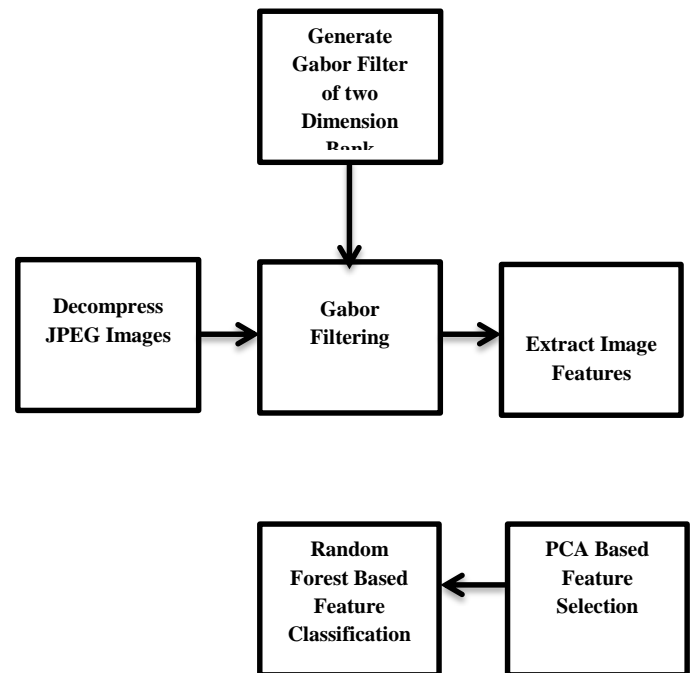 Generate
Gabor Filter
of two
Dimension
Bank
Decompress
JPEG Images
Gabor
Filtering
Extract Image
Features
Random
Forest Based
Feature
Classification
PCA Based
Feature
Selection